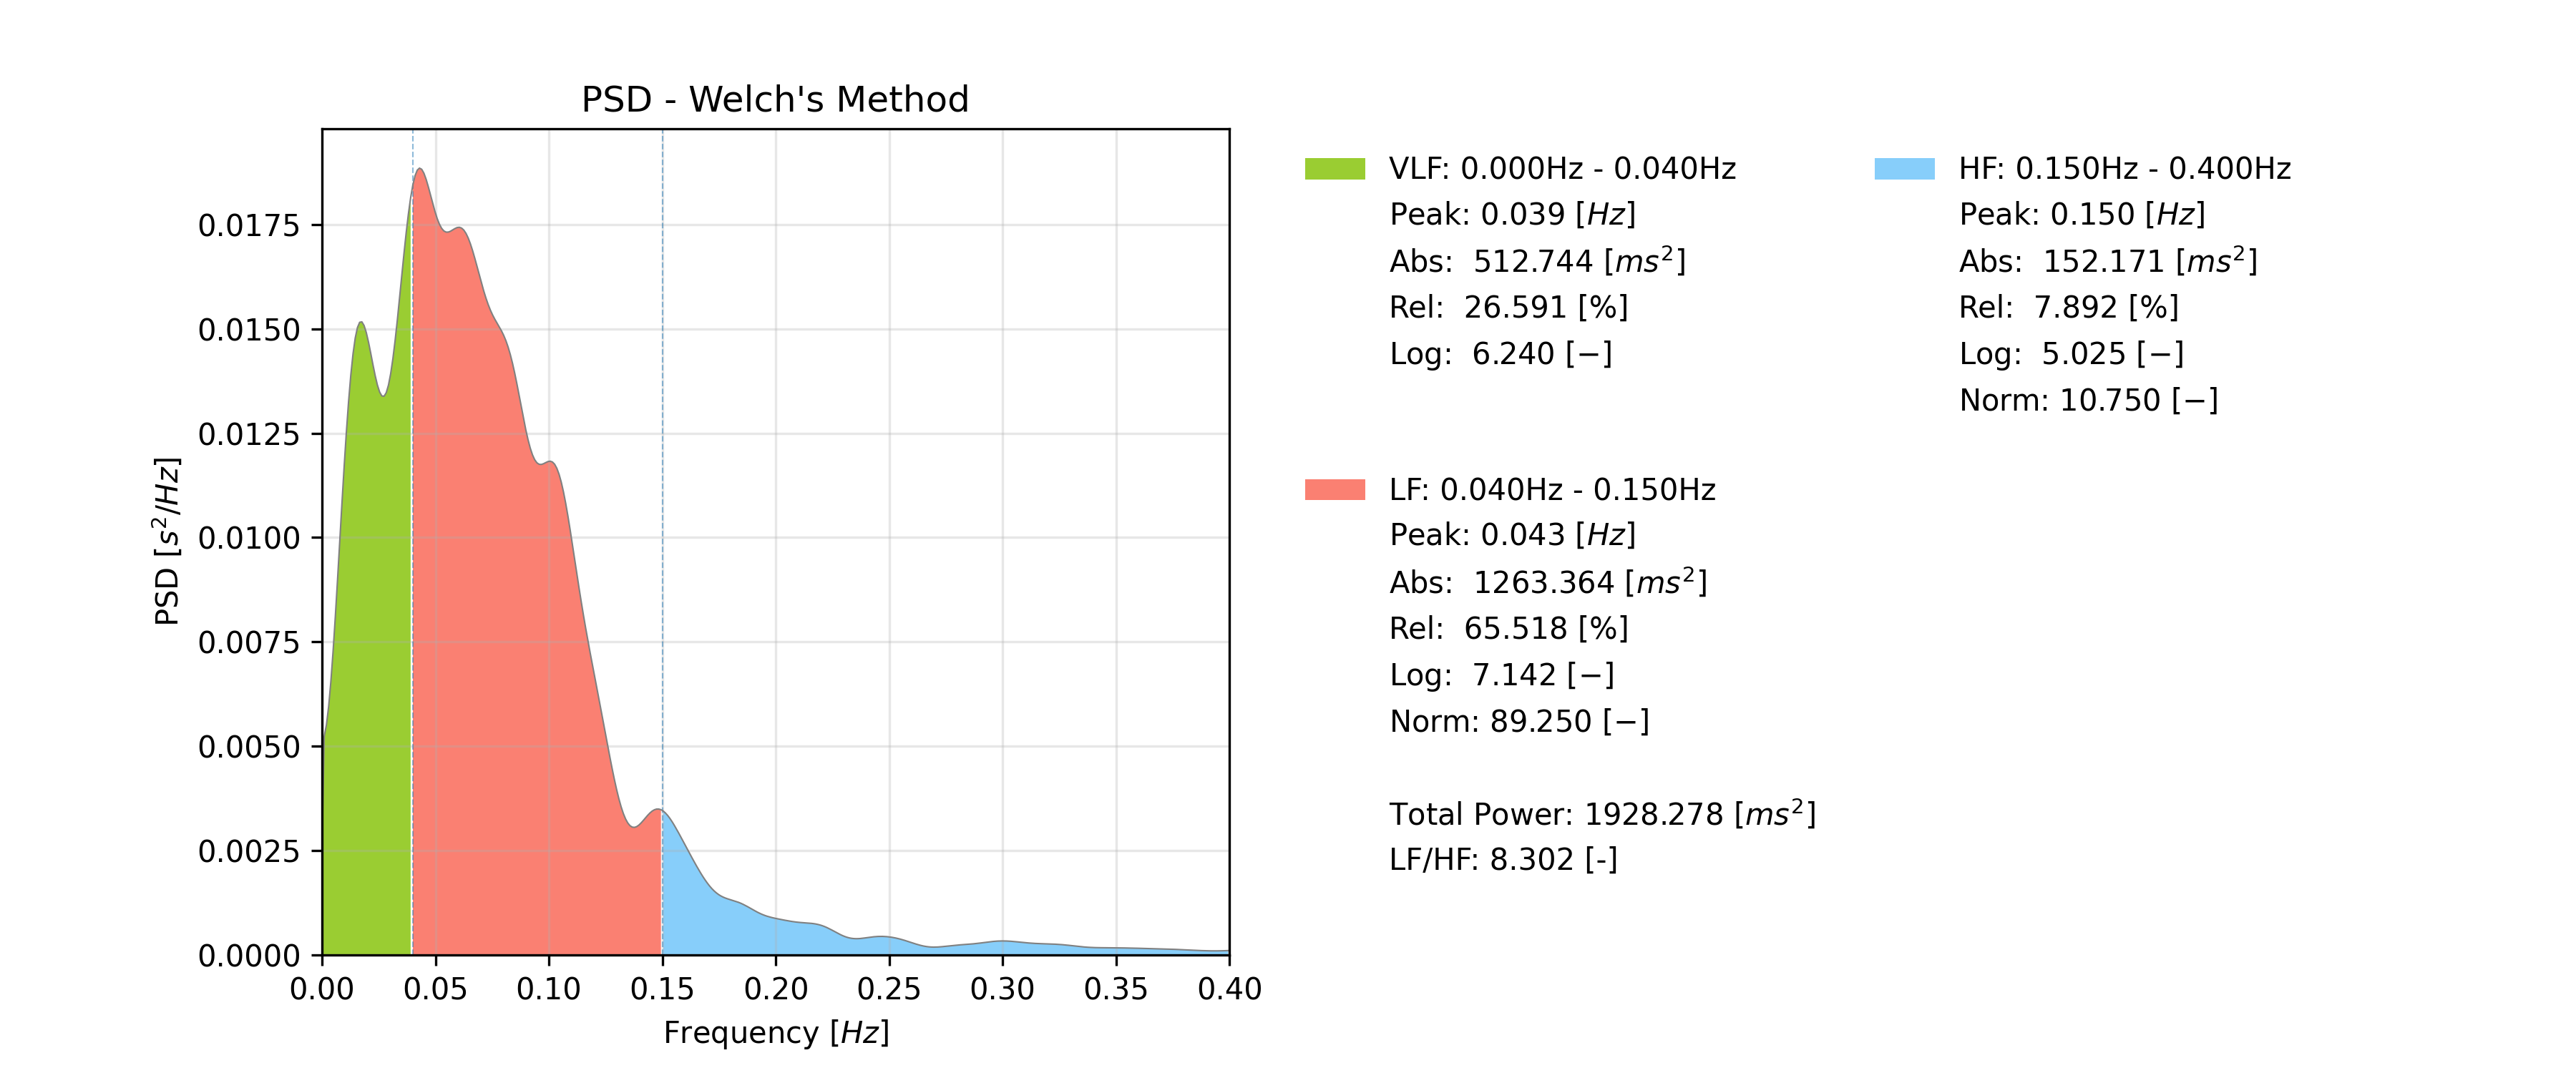 PSD - Welch's Method
PSD [s²/Hz]
0.0175
0.0150
0.0125
0.0100
0.0075
0.0050
0.0025
0.0000
0.00 0.05 0.10 0.15 0.20 0.25 0.30 0.35 0.40
Frequency [Hz]
VLF: 0.000Hz - 0.040Hz
Peak: 0.039 [Hz]
Abs: 512.744 [ms²]
Rel: 26.591 [%]
Log: 6.240 [−]
LF: 0.040Hz - 0.150Hz
Peak: 0.043 [Hz]
Abs: 1263.364 [ms²]
Rel: 65.518 [%]
Log: 7.142 [−]
Norm: 89.250 [−]
Total Power: 1928.278 [ms²]
LF/HF: 8.302 [-]
HF: 0.150Hz - 0.400Hz
Peak: 0.150 [Hz]
Abs: 152.171 [ms²]
Rel: 7.892 [%]
Log: 5.025 [−]
Norm: 10.750 [−]